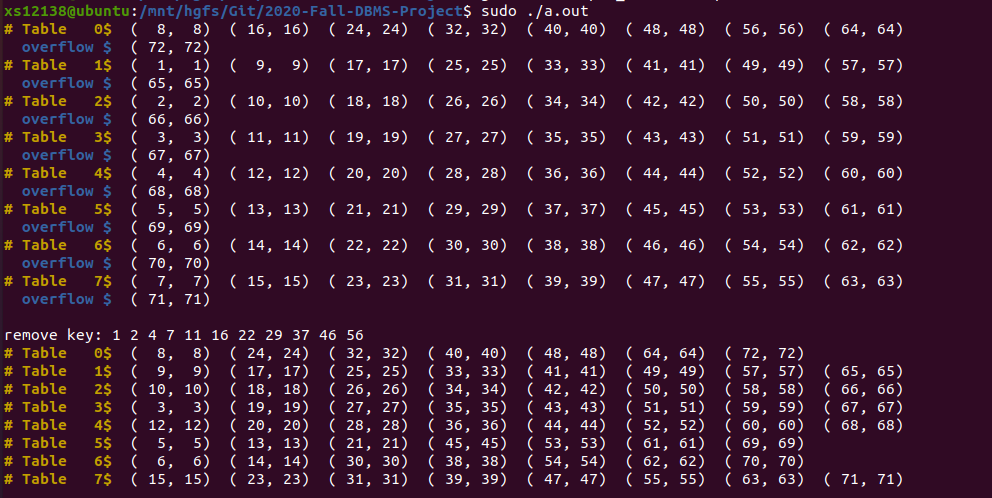 xs12138@ubuntu:/mnt/hgfs/Git/2020-Fall-DBMS-Project$ sudo ./a.out
# Table   0$  (  8,  8)  ( 16, 16)  ( 24, 24)  ( 32, 32)  ( 40, 40)  ( 48, 48)  ( 56, 56)  ( 64, 64)
  overflow $  ( 72, 72)
# Table   1$  (  1,  1)  (  9,  9)  ( 17, 17)  ( 25, 25)  ( 33, 33)  ( 41, 41)  ( 49, 49)  ( 57, 57)
  overflow $  ( 65, 65)
# Table   2$  (  2,  2)  ( 10, 10)  ( 18, 18)  ( 26, 26)  ( 34, 34)  ( 42, 42)  ( 50, 50)  ( 58, 58)
  overflow $  ( 66, 66)
# Table   3$  (  3,  3)  ( 11, 11)  ( 19, 19)  ( 27, 27)  ( 35, 35)  ( 43, 43)  ( 51, 51)  ( 59, 59)
  overflow $  ( 67, 67)
# Table   4$  (  4,  4)  ( 12, 12)  ( 20, 20)  ( 28, 28)  ( 36, 36)  ( 44, 44)  ( 52, 52)  ( 60, 60)
  overflow $  ( 68, 68)
# Table   5$  (  5,  5)  ( 13, 13)  ( 21, 21)  ( 29, 29)  ( 37, 37)  ( 45, 45)  ( 53, 53)  ( 61, 61)
  overflow $  ( 69, 69)
# Table   6$  (  6,  6)  ( 14, 14)  ( 22, 22)  ( 30, 30)  ( 38, 38)  ( 46, 46)  ( 54, 54)  ( 62, 62)
  overflow $  ( 70, 70)
# Table   7$  (  7,  7)  ( 15, 15)  ( 23, 23)  ( 31, 31)  ( 39, 39)  ( 47, 47)  ( 55, 55)  ( 63, 63)
  overflow $  ( 71, 71)
remove key: 1 2 4 7 11 16 22 29 37 46 56
# Table   0$  (  8,  8)  ( 24, 24)  ( 32, 32)  ( 40, 40)  ( 48, 48)  ( 64, 64)  ( 72, 72)
# Table   1$  (  9,  9)  ( 17, 17)  ( 25, 25)  ( 33, 33)  ( 41, 41)  ( 49, 49)  ( 57, 57)  ( 65, 65)
# Table   2$  ( 10, 10)  ( 18, 18)  ( 26, 26)  ( 34, 34)  ( 42, 42)  ( 50, 50)  ( 58, 58)  ( 66, 66)
# Table   3$  (  3,  3)  ( 19, 19)  ( 27, 27)  ( 35, 35)  ( 43, 43)  ( 51, 51)  ( 59, 59)  ( 67, 67)
# Table   4$  ( 12, 12)  ( 20, 20)  ( 28, 28)  ( 36, 36)  ( 44, 44)  ( 52, 52)  ( 60, 60)  ( 68, 68)
# Table   5$  (  5,  5)  ( 13, 13)  ( 21, 21)  ( 45, 45)  ( 53, 53)  ( 61, 61)  ( 69, 69)
# Table   6$  (  6,  6)  ( 14, 14)  ( 30, 30)  ( 38, 38)  ( 54, 54)  ( 62, 62)  ( 70, 70)
# Table   7$  ( 15, 15)  ( 23, 23)  ( 31, 31)  ( 39, 39)  ( 47, 47)  ( 55, 55)  ( 63, 63)  ( 71, 71)